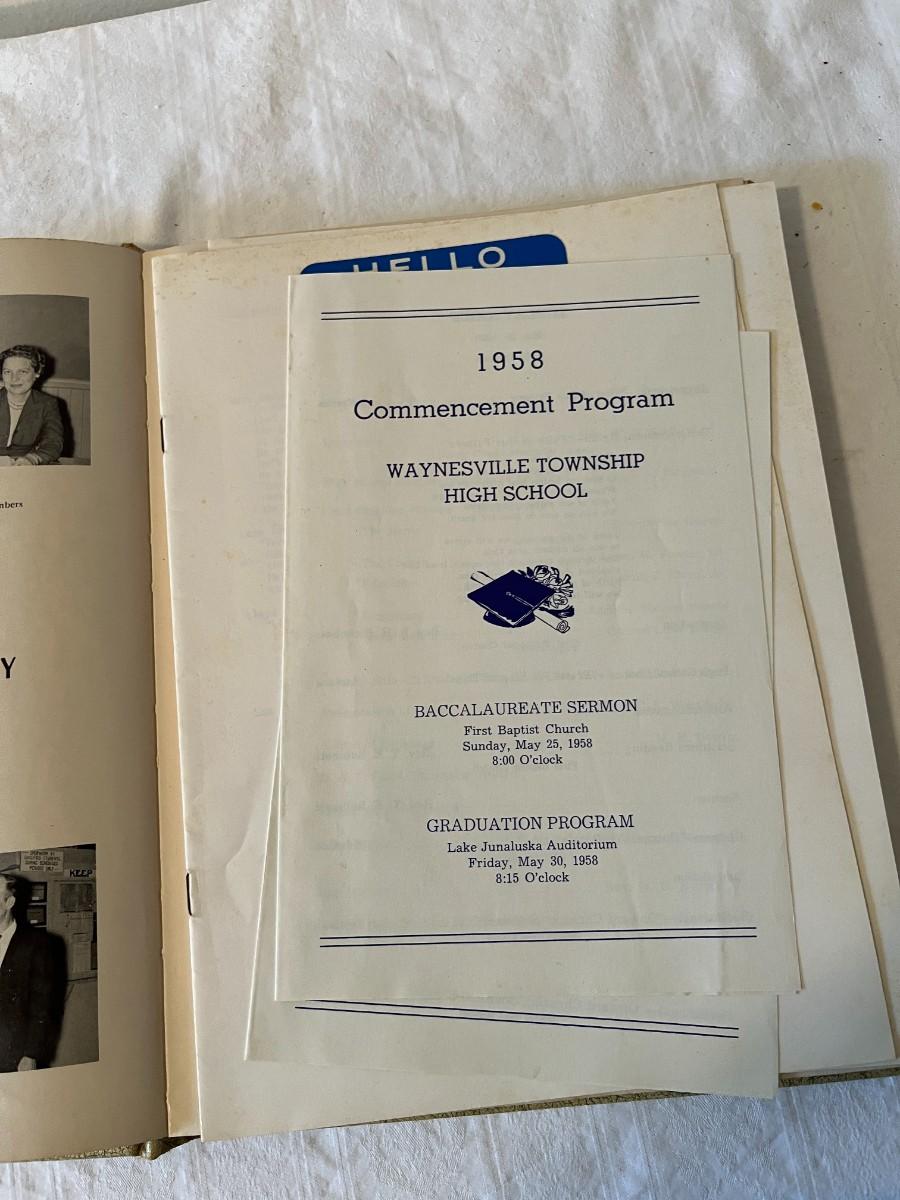 HELLO
1958
Commencement Program
WAYNESVILLE TOWNSHIP
HIGH SCHOOL
BACCALAUREATE SERMON
First Baptist Church
Sunday, May 25, 1958
8:00 O'clock
GRADUATION PROGRAM
Lake Junaluska Auditorium
Friday, May 30, 1958
8:15 O'clock
nbers
Y
KEEP